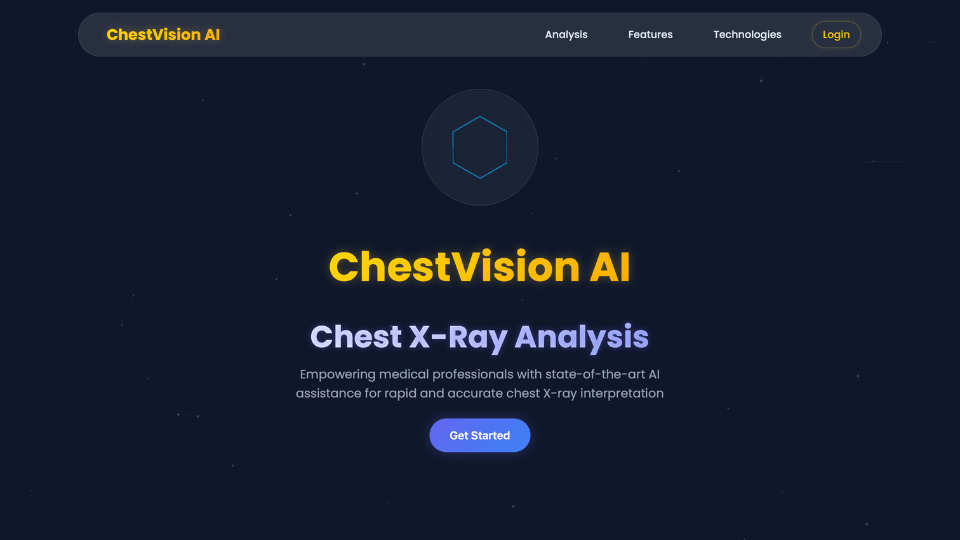 ChestVision AI
Analysis
Features
Technologies
Login
ChestVision AI
Chest X-Ray Analysis
Empowering medical professionals with state-of-the-art AI
assistance for rapid and accurate chest X-ray interpretation
Get Started